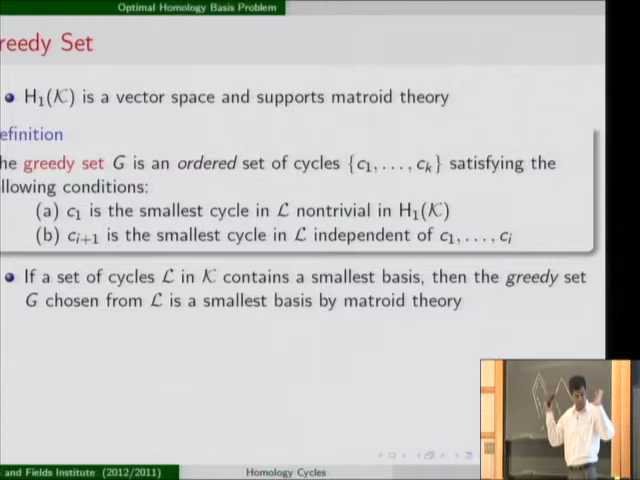 Optimal Homology Basis Problem
reedy Set
H₁(𝒦) is a vector space and supports matroid theory
efinition
he greedy set G is an ordered set of cycles {c₁, . . . , cₖ} satisfying the
llowing conditions:
(a) c₁ is the smallest cycle in ℒ nontrivial in H₁(𝒦)
(b) cᵢ₊₁ is the smallest cycle in ℒ independent of c₁, . . . , cᵢ
If a set of cycles ℒ in 𝒦 contains a smallest basis, then the greedy set
G chosen from ℒ is a smallest basis by matroid theory
and Fields Institute (2012/2011)
Homology Cycles